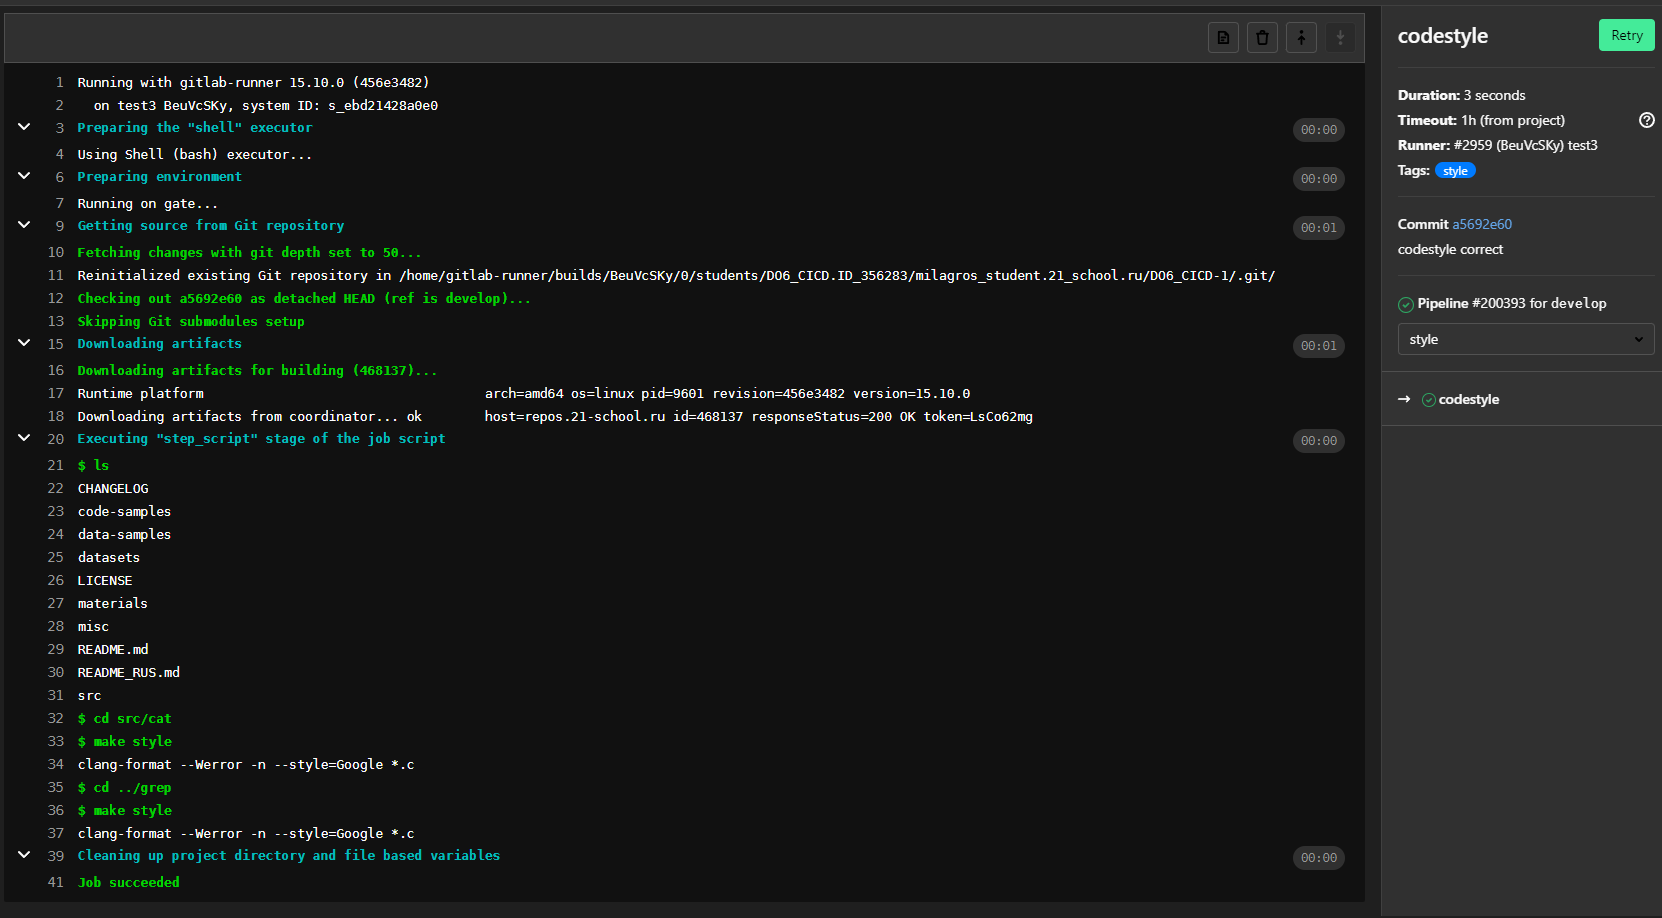 1 Running with gitlab-runner 15.10.0 (456e3482)
2 on test3 BeuVcSKy, system ID: s_ebd21428a0e0
3 Preparing the "shell" executor 00:00
4 Using Shell (bash) executor...
6 Preparing environment 00:00
7 Running on gate...
9 Getting source from Git repository 00:01
10 Fetching changes with git depth set to 50...
11 Reinitialized existing Git repository in /home/gitlab-runner/builds/BeuVcSKy/0/students/DO6_CICD.ID_356283/milagros_student.21_school.ru/DO6_CICD-1/.git/
12 Checking out a5692e60 as detached HEAD (ref is develop)...
13 Skipping Git submodules setup
15 Downloading artifacts 00:01
16 Downloading artifacts for building (468137)...
17 Runtime platform arch=amd64 os=linux pid=9601 revision=456e3482 version=15.10.0
18 Downloading artifacts from coordinator... ok host=repos.21-school.ru id=468137 responseStatus=200 OK token=LsCo62mg
20 Executing "step_script" stage of the job script 00:00
21 $ ls
22 CHANGELOG
23 code-samples
24 data-samples
25 datasets
26 LICENSE
27 materials
28 misc
29 README.md
30 README_RUS.md
31 src
32 $ cd src/cat
33 $ make style
34 clang-format --Werror -n --style=Google *.c
35 $ cd ../grep
36 $ make style
37 clang-format --Werror -n --style=Google *.c
39 Cleaning up project directory and file based variables 00:00
41 Job succeeded
codestyle
Retry
Duration: 3 seconds
Timeout: 1h (from project)
Runner: #2959 (BeuVcSKy) test3
Tags: style
Commit a5692e60
codestyle correct
Pipeline #200393 for develop
style
→ codestyle